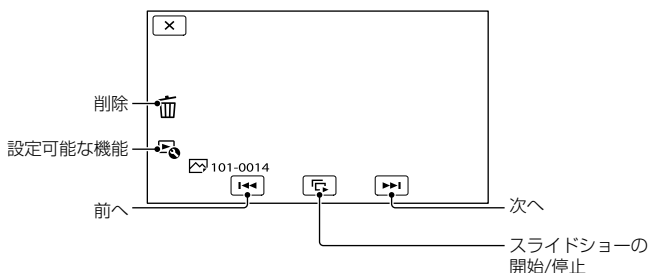 削除
設定可能な機能
101-0014
前へ
次へ
スライドショーの
開始/停止